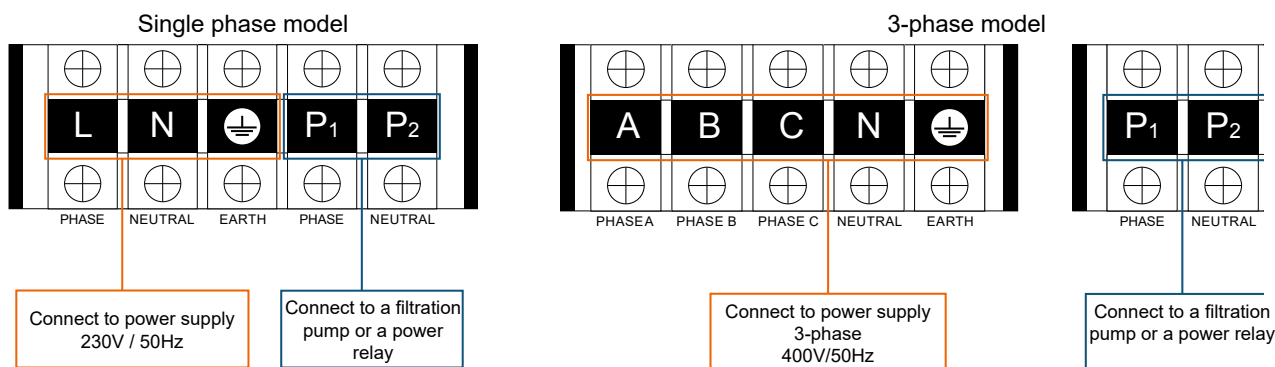 Single phase model
L N P1 P2
PHASE NEUTRAL EARTH PHASE NEUTRAL
Connect to power supply
230V / 50Hz
Connect to a filtration
pump or a power
relay
3-phase model
A B C N P1 P2
PHASE A PHASE B PHASE C NEUTRAL EARTH PHASE NEUTRAL
Connect to power supply
3-phase
400V/50Hz
Connect to a filtration
pump or a power relay